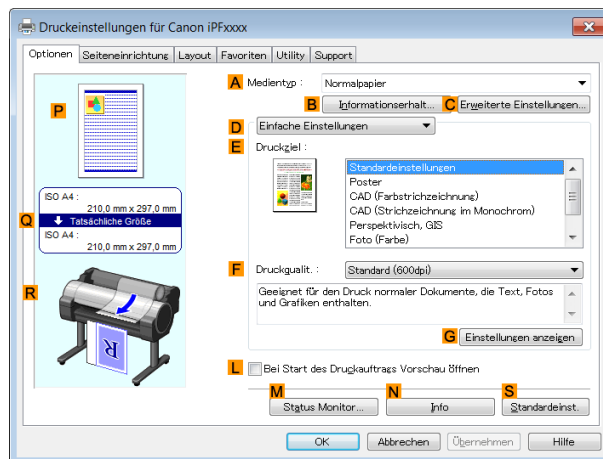 Druckeinstellungen für Canon iPFxxxx
Optionen Seiteneinrichtung Layout Favoriten Utility Support
A Medientyp : Normalpapier
B Informationserhalt... C Erweiterte Einstellungen...
D Einfache Einstellungen
E Druckziel :
Standardeinstellungen
Poster
CAD (Farbstrichzeichnung)
CAD (Strichzeichnung im Monochrom)
Perspektivisch, GIS
Foto (Farbe)
F Druckqualit. : Standard (600dpi)
Geeignet für den Druck normaler Dokumente, die Text, Fotos
und Grafiken enthalten.
G Einstellungen anzeigen
P
Q
ISO A4 :
210,0 mm x 297,0 mm
Tatsächliche Größe
ISO A4 :
210,0 mm x 297,0 mm
R
R
L Bei Start des Druckauftrags Vorschau öffnen
M Status Monitor...
N Info
S Standardeinst.
OK Abbrechen Übernehmen Hilfe